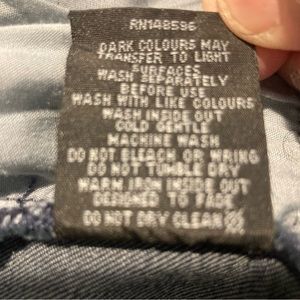 RN148596
DARK COLOURS MAY
TRANSFER TO LIGHT
SURFACES
WASH SEPARATELY
BEFORE USE
WASH WITH LIKE COLOURS
WASH INSIDE OUT
COLD GENTLE
MACHINE WASH
DO NOT BLEACH OR WRING
DO NOT TUMBLE DRY
WARM IRON INSIDE OUT
DESIGNED TO FADE
DO NOT DRY CLEAN